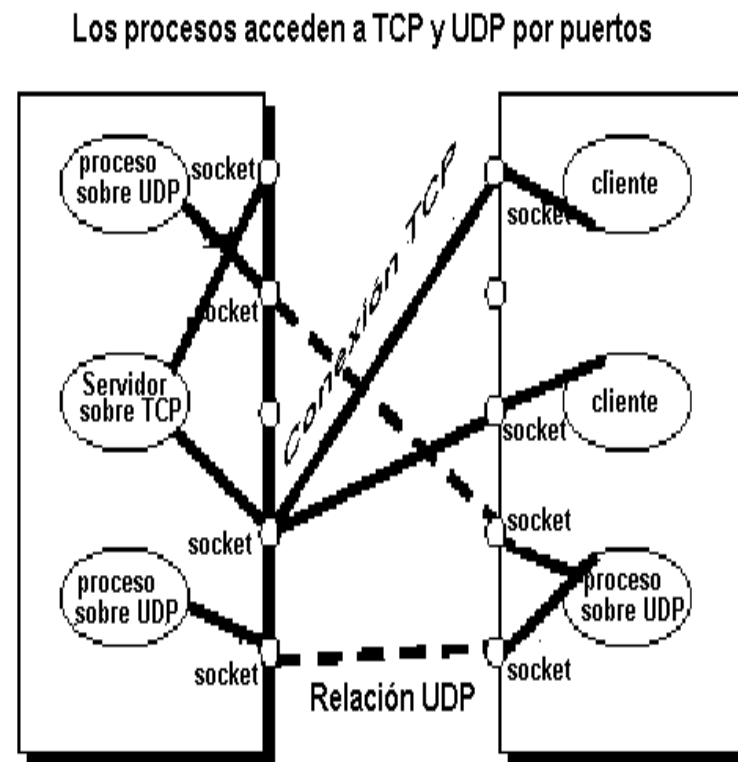 Los procesos acceden a TCP y UDP por puertos
proceso
sobre UDP
socket
socket
Servidor
sobre TCP
socket
proceso
sobre UDP
socket
Conexión TCP
Relación UDP
cliente
socket
cliente
socket
socket
proceso
sobre UDP
socket